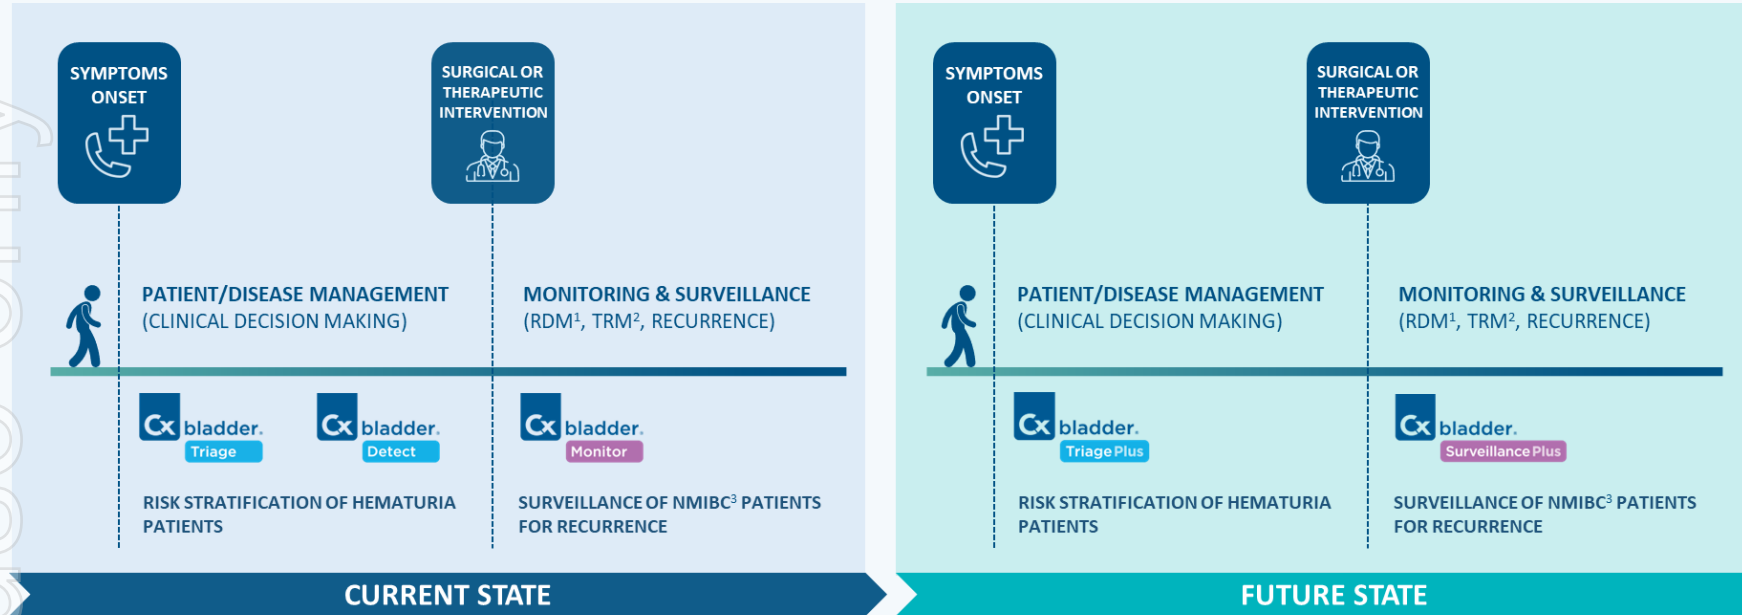 SYMPTOMS
ONSET
SURGICAL OR
THERAPEUTIC
INTERVENTION
PATIENT/DISEASE MANAGEMENT
(CLINICAL DECISION MAKING)
MONITORING & SURVEILLANCE
(RDM¹, TRM², RECURRENCE)
Cx bladder.
Triage
Cx bladder.
Detect
Cx bladder.
Monitor
RISK STRATIFICATION OF HEMATURIA
PATIENTS
SURVEILLANCE OF NMIBC³ PATIENTS
FOR RECURRENCE
CURRENT STATE
SYMPTOMS
ONSET
SURGICAL OR
THERAPEUTIC
INTERVENTION
PATIENT/DISEASE MANAGEMENT
(CLINICAL DECISION MAKING)
MONITORING & SURVEILLANCE
(RDM¹, TRM², RECURRENCE)
Cx bladder.
Triage Plus
Cx bladder.
Surveillance Plus
RISK STRATIFICATION OF HEMATURIA
PATIENTS
SURVEILLANCE OF NMIBC³ PATIENTS
FOR RECURRENCE
FUTURE STATE